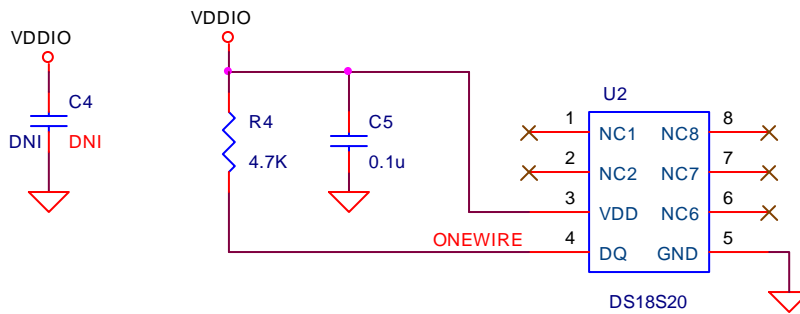 VDDIO
C4
DNI DNI
VDDIO
R4
4.7K
C5
0.1u
ONEWIRE
U2
1 NC1 NC8 8
2 NC2 NC7 7
3 VDD NC6 6
4 DQ GND 5
DS18S20